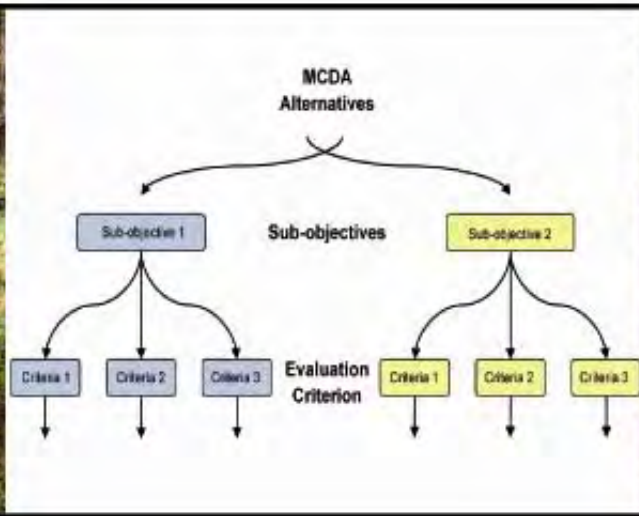 MCDA
Alternatives
Sub-objective 1
Sub-objectives
Sub-objective 2
Criteria 1
Criteria 2
Criteria 3
Evaluation
Criterion
Criteria 1
Criteria 2
Criteria 3